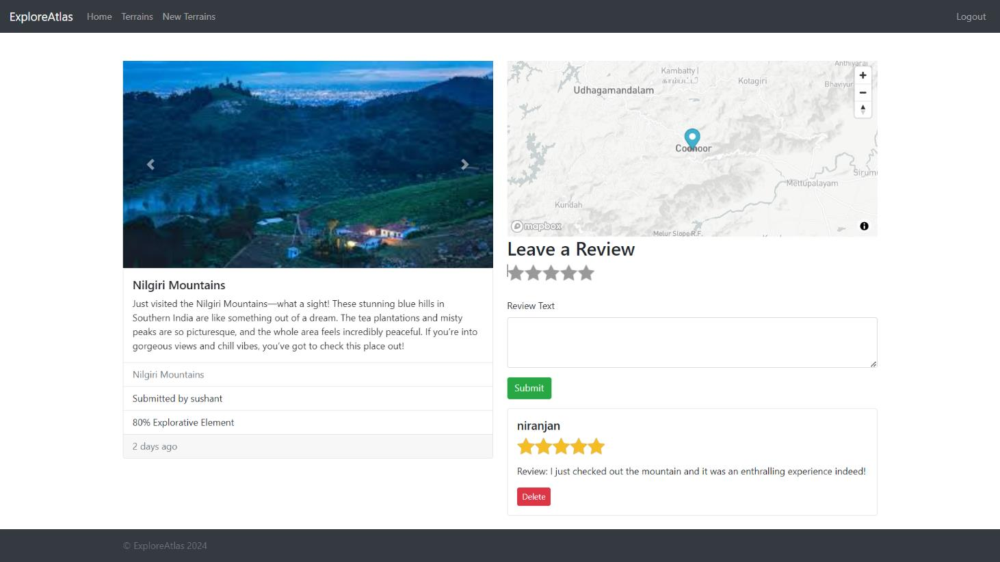 ExploreAtlas Home Terrains New Terrains Logout
Nilgiri Mountains
Just visited the Nilgiri Mountains—what a sight! These stunning blue hills in
Southern India are like something out of a dream. The tea plantations and misty
peaks are so picturesque, and the whole area feels incredibly peaceful. If you’re into
gorgeous views and chill vibes, you’ve got to check this place out!
Nilgiri Mountains
Submitted by sushant
80% Explorative Element
2 days ago
Anthiyarai
Kambatty |
காம்பட்டி
Kotagiri
Udhagamandalam
Coonoor
Mettupalayam
Kundah
mapbox
Melur Slope R.F.
Leave a Review
Review Text
Submit
niranjan
Review: I just checked out the mountain and it was an enthralling experience indeed!
Delete
© ExploreAtlas 2024